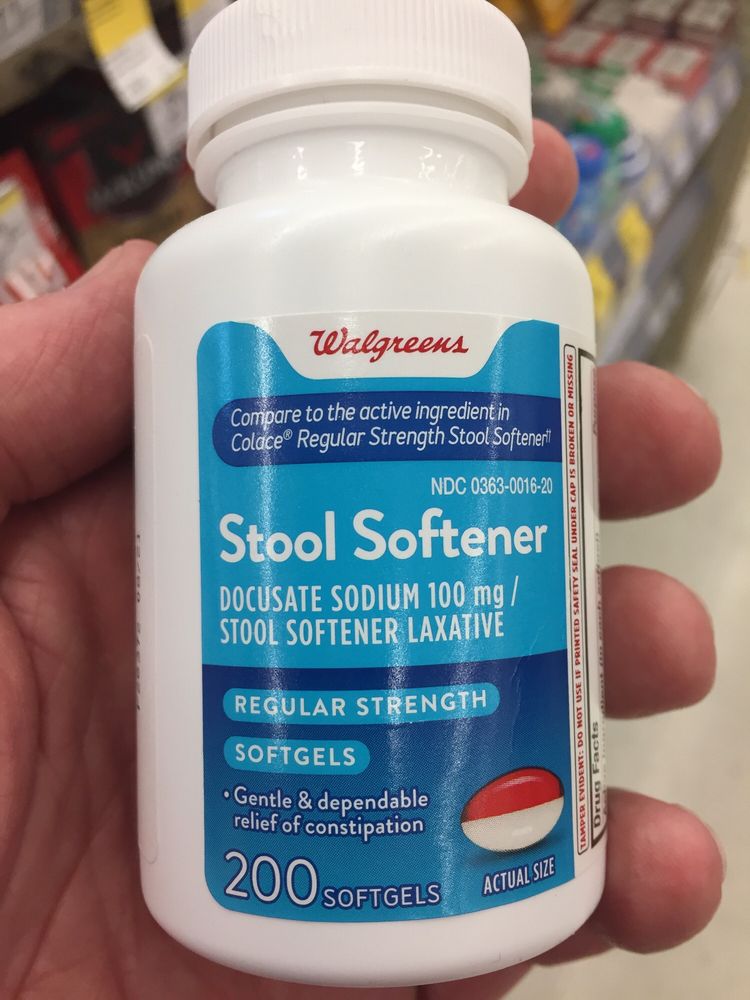 Walgreens
Compare to the active ingredient in
Colace® Regular Strength Stool Softener††
NDC 0363-0016-20
Stool Softener
DOCUSATE SODIUM 100 mg /
STOOL SOFTENER LAXATIVE
REGULAR STRENGTH
SOFTGELS
• Gentle & dependable
relief of constipation
200 SOFTGELS
ACTUAL SIZE
TAMPER EVIDENT: DO NOT USE IF PRINTED SAFETY SEAL UNDER CAP IS BROKEN OR MISSING
Drug Facts